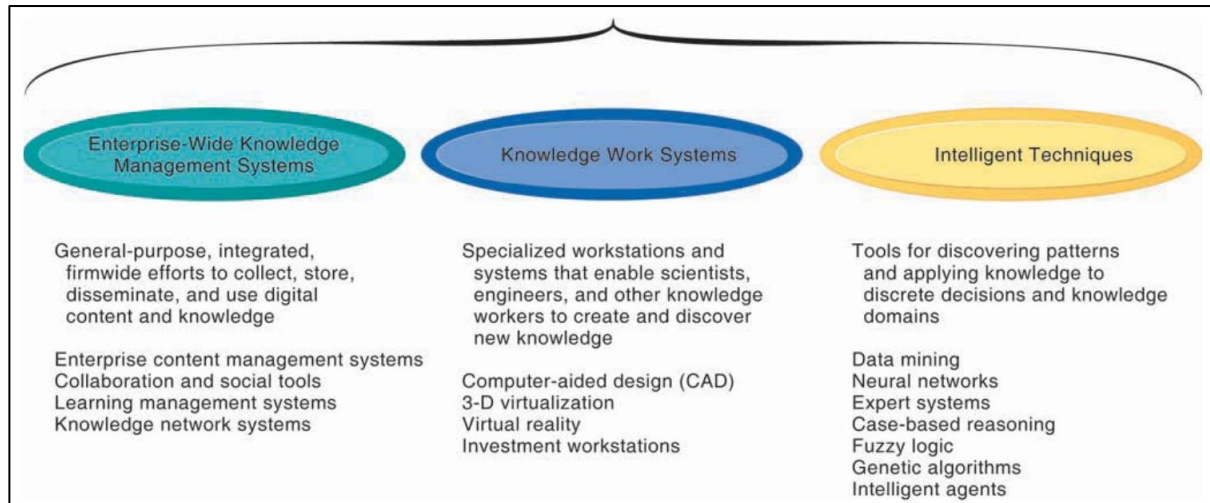 Enterprise-Wide Knowledge
Management Systems
General-purpose, integrated,
firmwide efforts to collect, store,
disseminate, and use digital
content and knowledge
Enterprise content management systems
Collaboration and social tools
Learning management systems
Knowledge network systems
Knowledge Work Systems
Specialized workstations and
systems that enable scientists,
engineers, and other knowledge
workers to create and discover
new knowledge
Computer-aided design (CAD)
3-D virtualization
Virtual reality
Investment workstations
Intelligent Techniques
Tools for discovering patterns
and applying knowledge to
discrete decisions and knowledge
domains
Data mining
Neural networks
Expert systems
Case-based reasoning
Fuzzy logic
Genetic algorithms
Intelligent agents